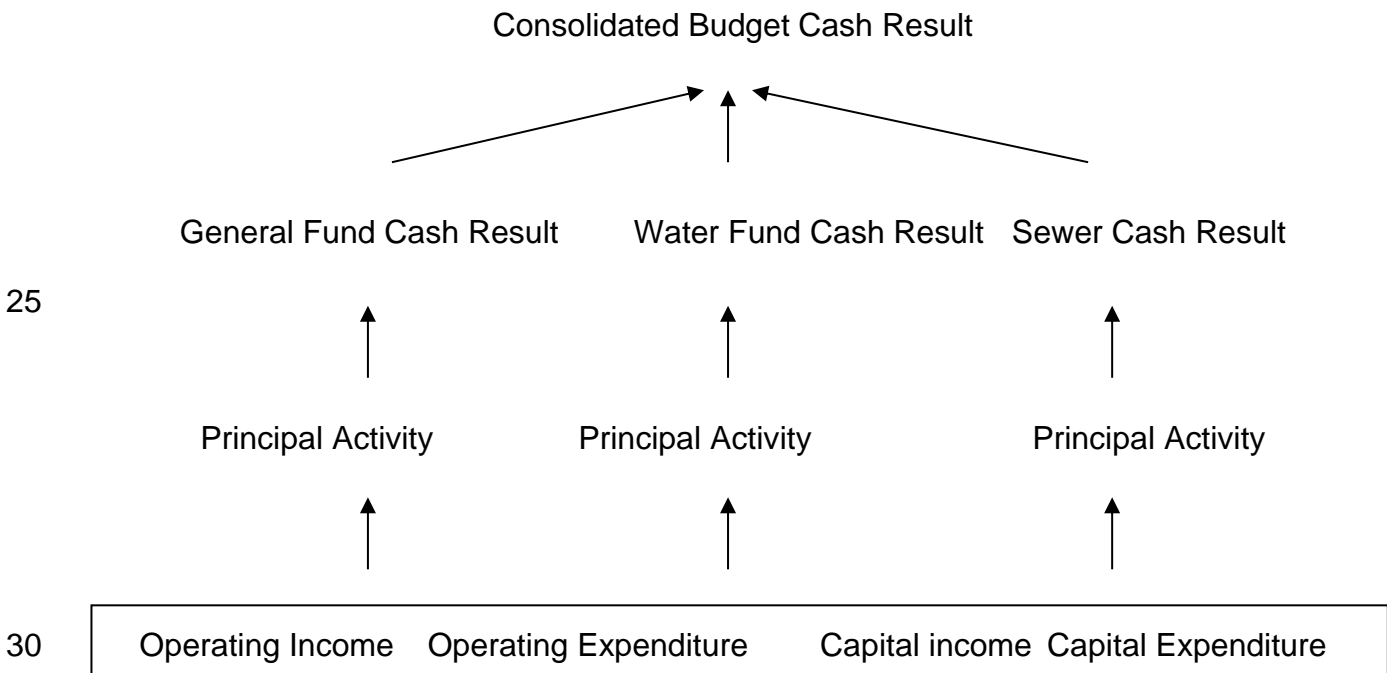 Consolidated Budget Cash Result
General Fund Cash Result Water Fund Cash Result Sewer Cash Result
25
Principal Activity Principal Activity Principal Activity
30 Operating Income Operating Expenditure Capital income Capital Expenditure